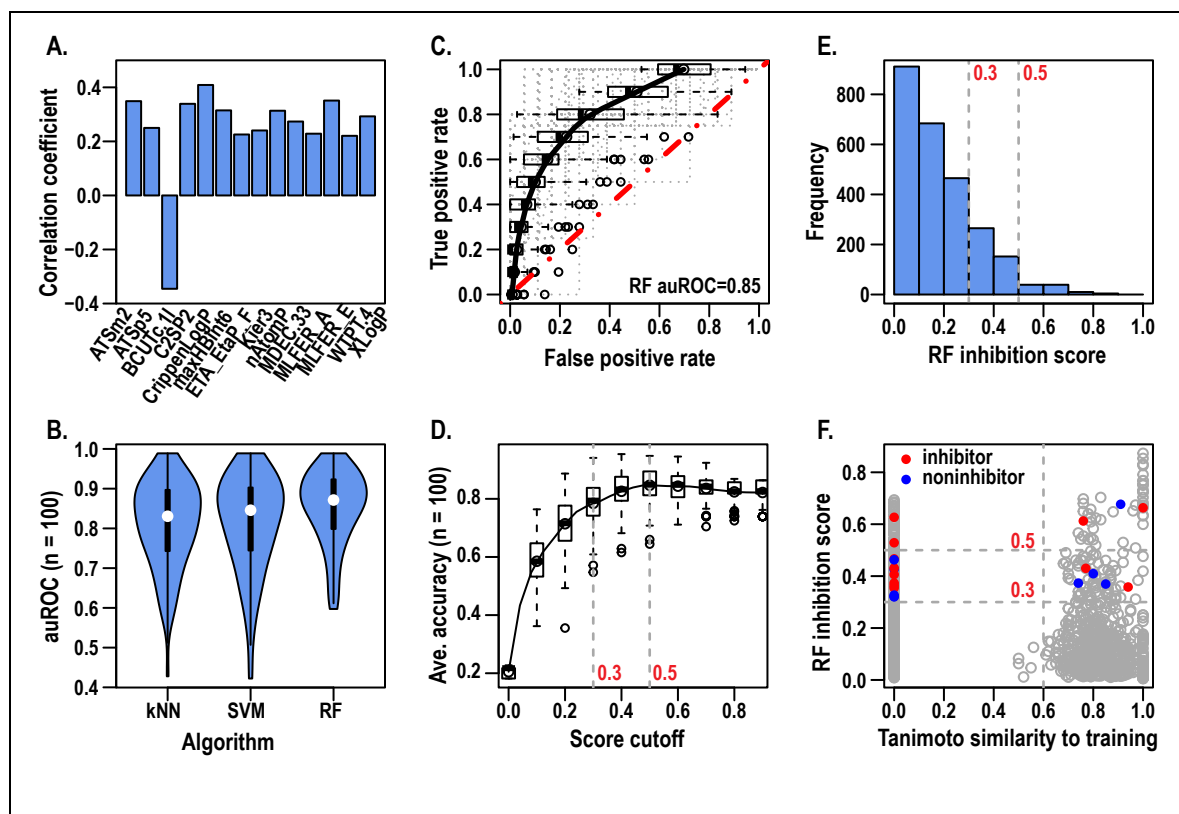 A.
Correlation coefficient
0.4
0.2
0.0
−0.2
−0.4
ATSm2
ATSp5
BCUTc.1l
C2SP2
CrippenLogP
maxHBint6
ETA_EtaP_F
Kier3
nAtomP
MDEC.33
MLFER_A
MLFER_E
WTPT.4
XLogP
B.
auROC (n = 100)
1.0
0.9
0.8
0.7
0.6
0.5
0.4
kNN
SVM
RF
Algorithm
C.
True positive rate
1.0
0.8
0.6
0.4
0.2
0.0
RF auROC=0.85
0.0 0.2 0.4 0.6 0.8 1.0
False positive rate
D.
Ave. accuracy (n = 100)
0.8
0.6
0.4
0.2
0.3
0.5
0.0 0.2 0.4 0.6 0.8
Score cutoff
E.
Frequency
800
600
400
200
0
0.3
0.5
0.0 0.2 0.4 0.6 0.8 1.0
RF inhibition score
F.
RF inhibition score
0.8
0.6
0.4
0.2
0.0
inhibitor
noninhibitor
0.5
0.3
0.0 0.2 0.4 0.6 0.8 1.0
Tanimoto similarity to training